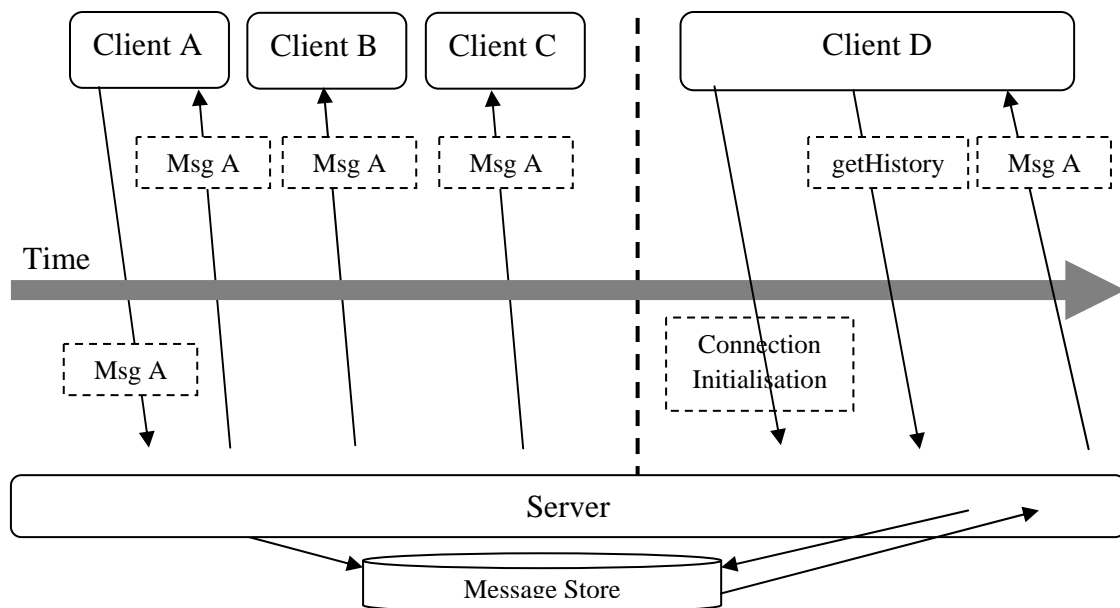 Client A
Client B
Client C
Client D
Msg A
Msg A
Msg A
getHistory
Msg A
Time
Connection
Initialisation
Msg A
Server
Message Store